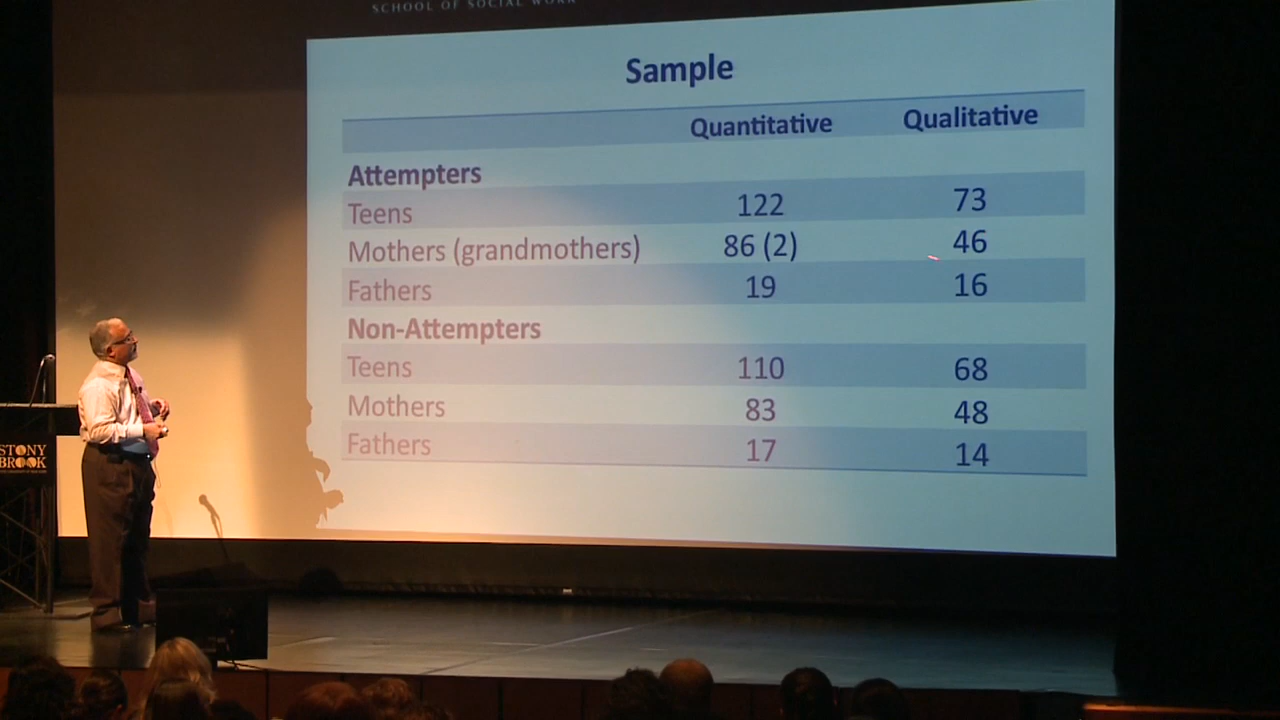 SCHOOL OF SOCIAL WORK
Sample
Quantitative Qualitative
Attempters
Teens 122 73
Mothers (grandmothers) 86 (2) 46
Fathers 19 16
Non-Attempters
Teens 110 68
Mothers 83 48
Fathers 17 14
STONY
BROOK